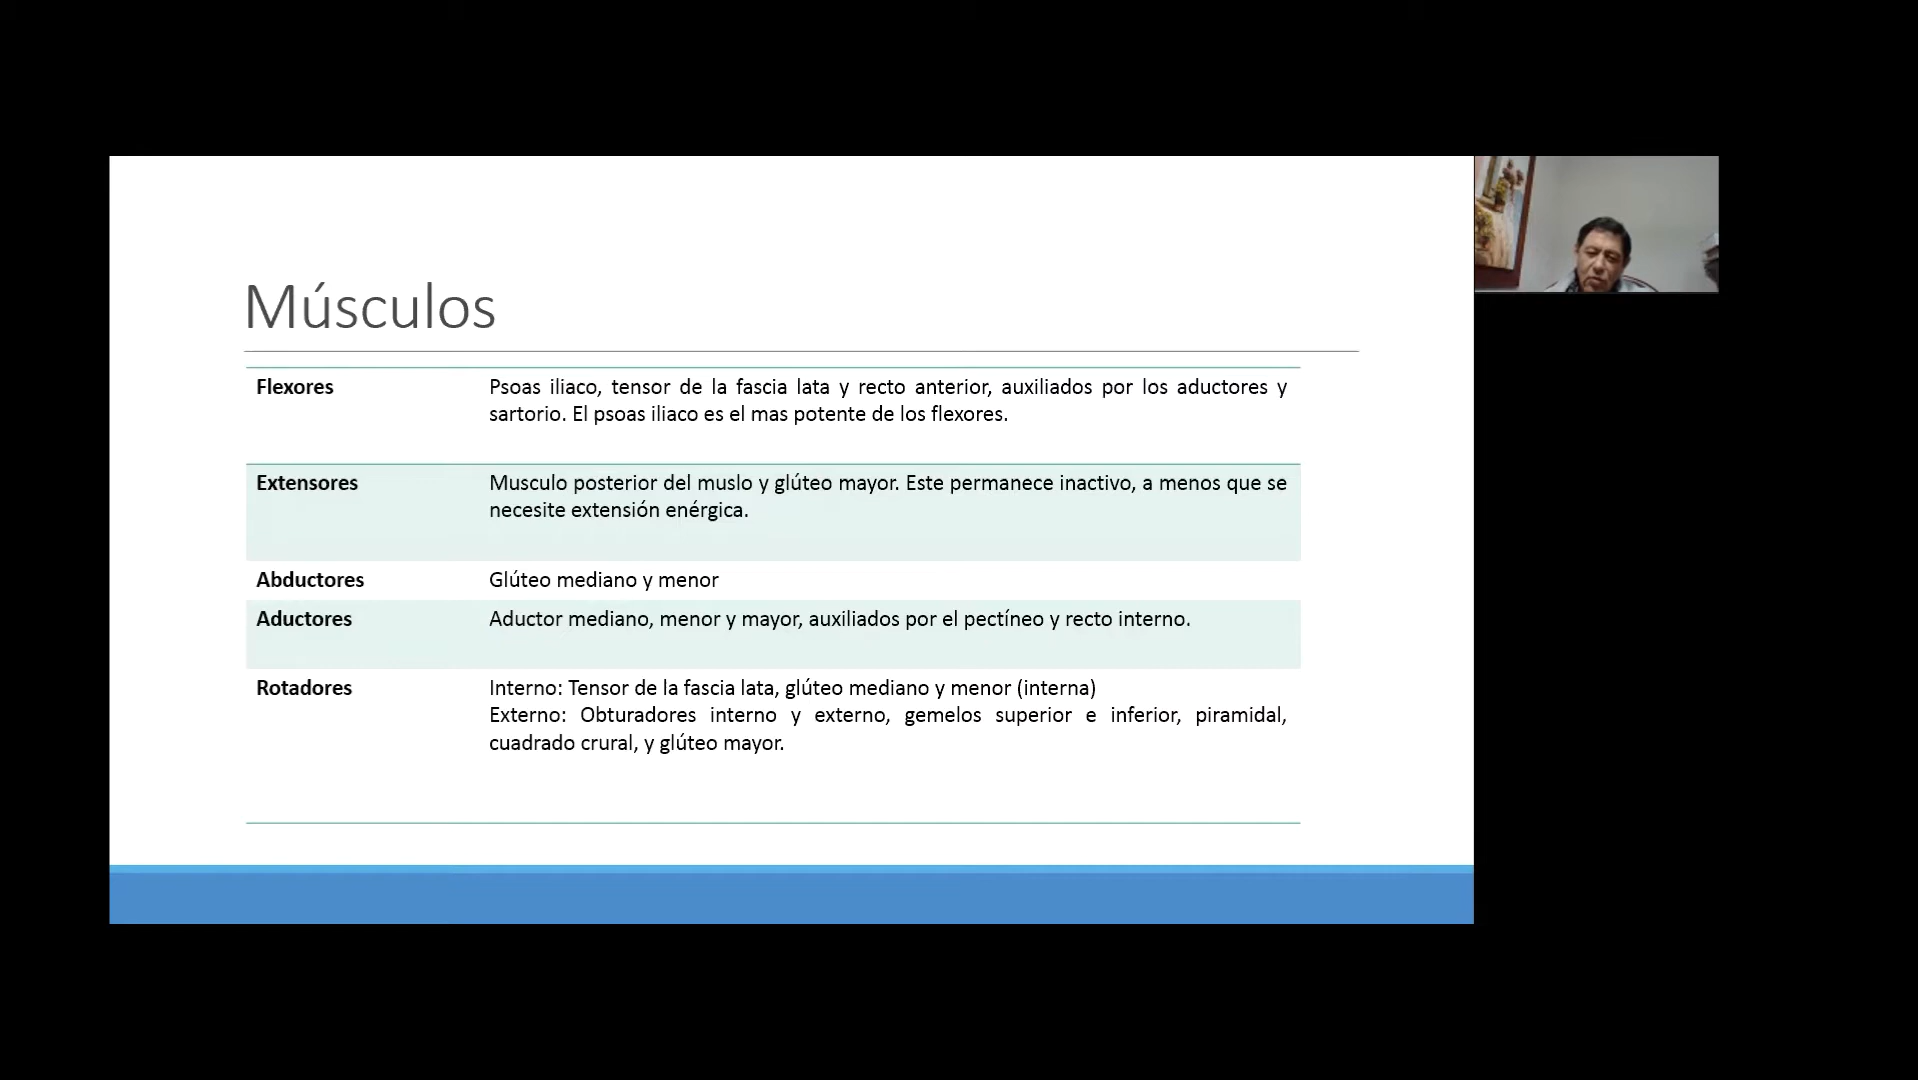 Músculos
Flexores
Psoas iliaco, tensor de la fascia lata y recto anterior, auxiliados por los aductores y
sartorio. El psoas iliaco es el mas potente de los flexores.
Extensores
Musculo posterior del muslo y glúteo mayor. Este permanece inactivo, a menos que se
necesite extensión enérgica.
Abductores
Glúteo mediano y menor
Aductores
Aductor mediano, menor y mayor, auxiliados por el pectíneo y recto interno.
Rotadores
Interno: Tensor de la fascia lata, glúteo mediano y menor (interna)
Externo: Obturadores interno y externo, gemelos superior e inferior, piramidal,
cuadrado crural, y glúteo mayor.